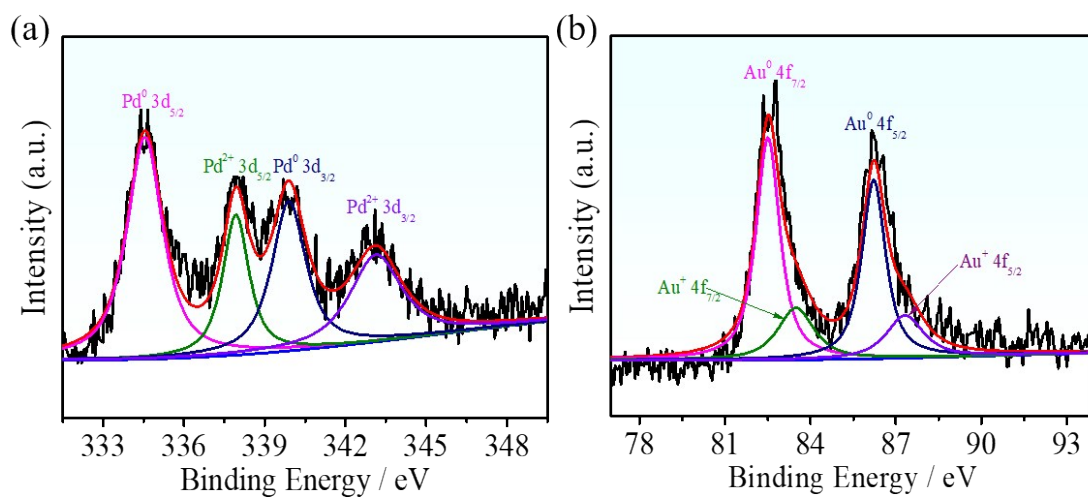 (a)
Pd⁰ 3d₅/₂
Pd²⁺ 3d₅/₂
Pd⁰ 3d₃/₂
Pd²⁺ 3d₃/₂
Intensity (a.u.)
333 336 339 342 345 348
Binding Energy / eV
(b)
Au⁰ 4f₇/₂
Au⁰ 4f₅/₂
Au⁺ 4f₇/₂
Au⁺ 4f₅/₂
Intensity (a.u.)
78 81 84 87 90 93
Binding Energy / eV